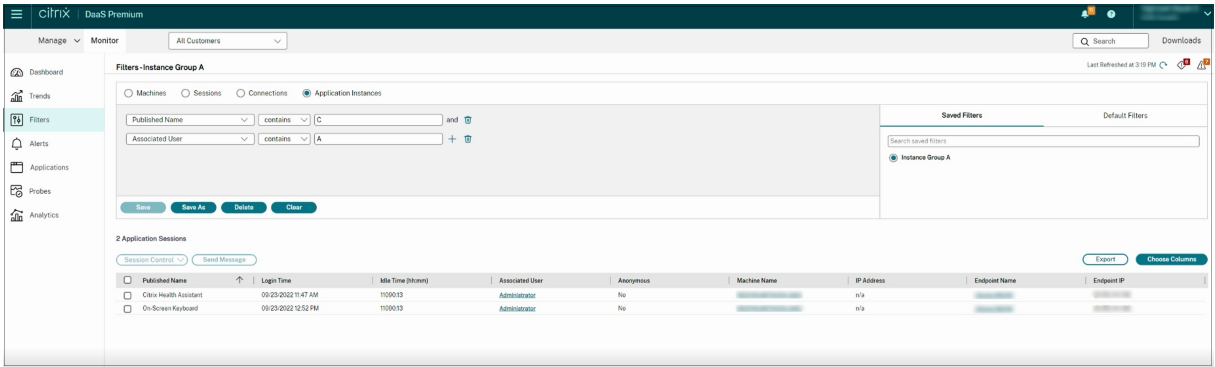 citrix | DaaS Premium
Manage Monitor All Customers Search Downloads
Filters-Instance Group A Last Refreshed at 3:19 PM 6 7
Dashboard
Trends
Filters
Alerts
Applications
Probes
Analytics
Machines Sessions Connections Application Instances
Published Name contains C and
Associated User contains A
Save Save As Delete Clear
Saved Filters Default Filters
Search saved filters
Instance Group A
2 Application Sessions
Session Control Send Message Export Choose Columns
Published Name Login Time Idle Time (hh:mm) Associated User Anonymous Machine Name IP Address Endpoint Name Endpoint IP
Citrix Health Assistant 09/23/2022 11:47 AM 11090:13 Administrator No n/a
On-Screen Keyboard 09/23/2022 12:52 PM 11090:13 Administrator No n/a